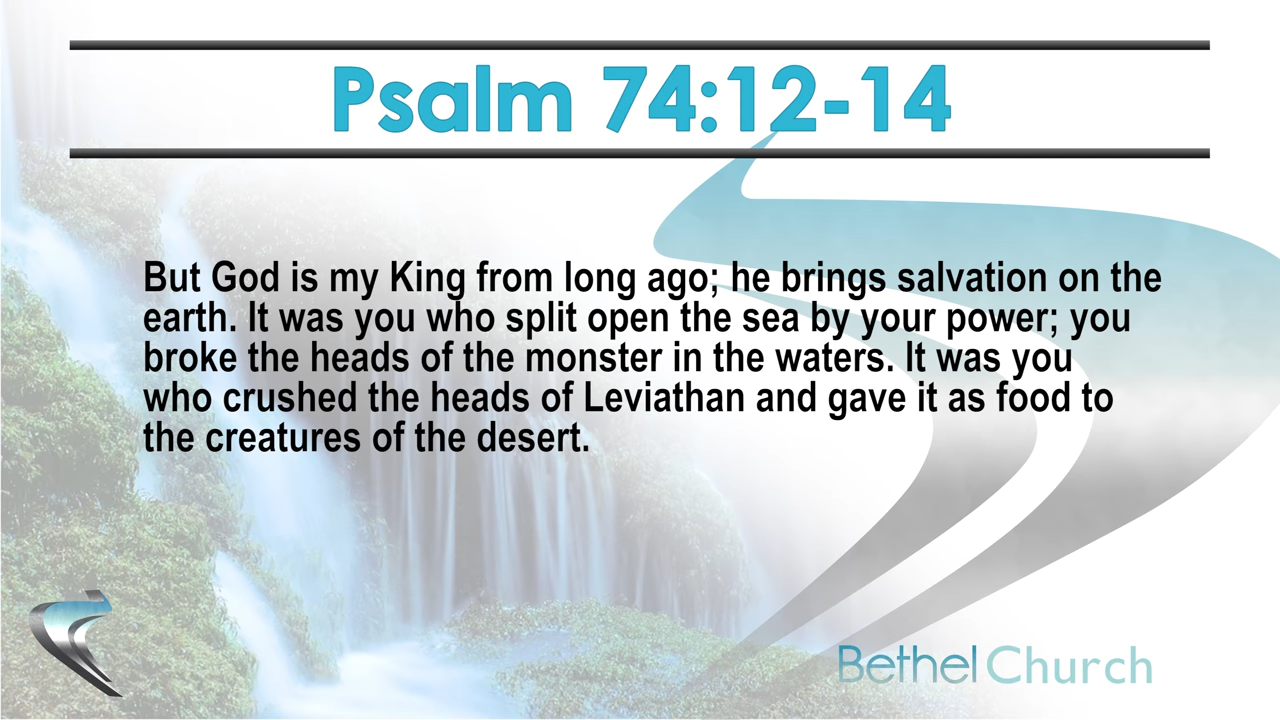 Psalm 74:12-14
But God is my King from long ago; he brings salvation on the
earth. It was you who split open the sea by your power; you
broke the heads of the monster in the waters. It was you
who crushed the heads of Leviathan and gave it as food to
the creatures of the desert.
Bethel Church